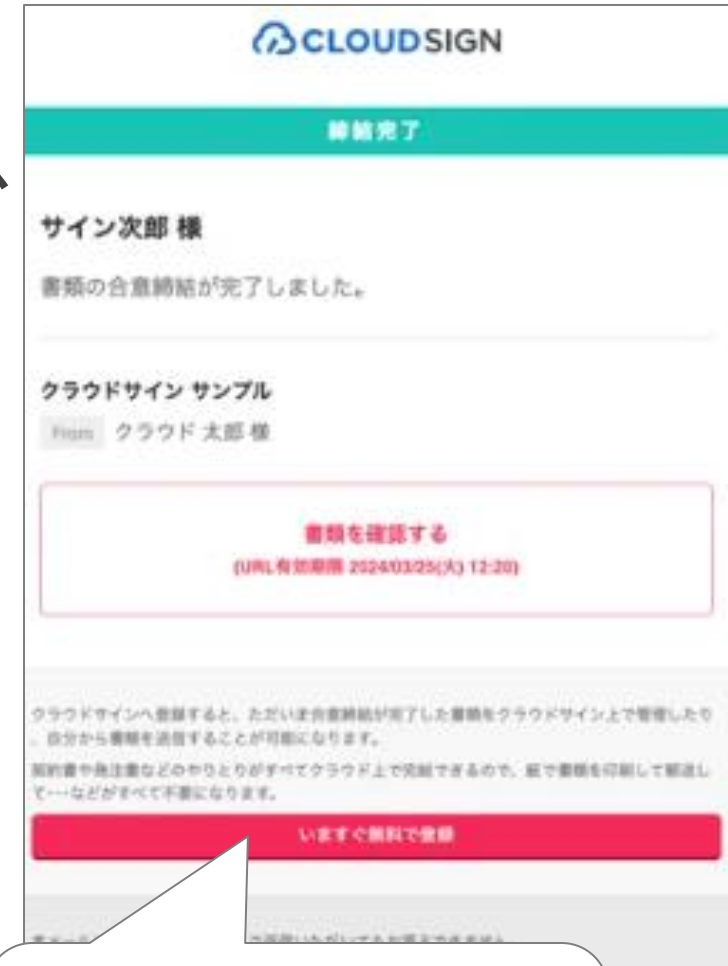 CLOUDSIGN
締結完了
サイン次郎 様
書類の合意締結が完了しました。
クラウドサイン サンプル
From クラウド 太郎 様
書類を確認する
(URL有効期限 2024/03/25(火) 12:20)
クラウドサインへ登録すると、ただいま合意締結が完了した書類をクラウドサイン上で管理したり
、自分から書類を送信することが可能になります。
契約書や発注書などのやりとりがすべてクラウド上で完結できるので、紙で書類を印刷して郵送し
て…などがすべて不要になります。
いますぐ無料で登録